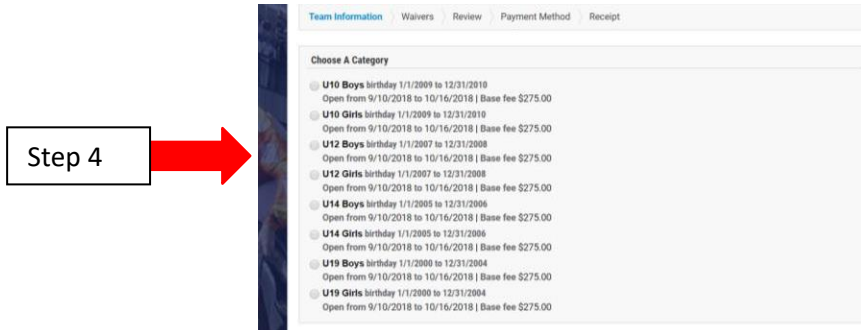 Team Information Waivers Review Payment Method Receipt
Choose A Category
U10 Boys birthday 1/1/2009 to 12/31/2010
Open from 9/10/2018 to 10/16/2018 | Base fee $275.00
U10 Girls birthday 1/1/2009 to 12/31/2010
Open from 9/10/2018 to 10/16/2018 | Base fee $275.00
U12 Boys birthday 1/1/2007 to 12/31/2008
Open from 9/10/2018 to 10/16/2018 | Base fee $275.00
Step 4
U12 Girls birthday 1/1/2007 to 12/31/2008
Open from 9/10/2018 to 10/16/2018 | Base fee $275.00
U14 Boys birthday 1/1/2005 to 12/31/2006
Open from 9/10/2018 to 10/16/2018 | Base fee $275.00
U14 Girls birthday 1/1/2005 to 12/31/2006
Open from 9/10/2018 to 10/16/2018 | Base fee $275.00
U19 Boys birthday 1/1/2000 to 12/31/2004
Open from 9/10/2018 to 10/16/2018 | Base fee $275.00
U19 Girls birthday 1/1/2000 to 12/31/2004
Open from 9/10/2018 to 10/16/2018 | Base fee $275.00